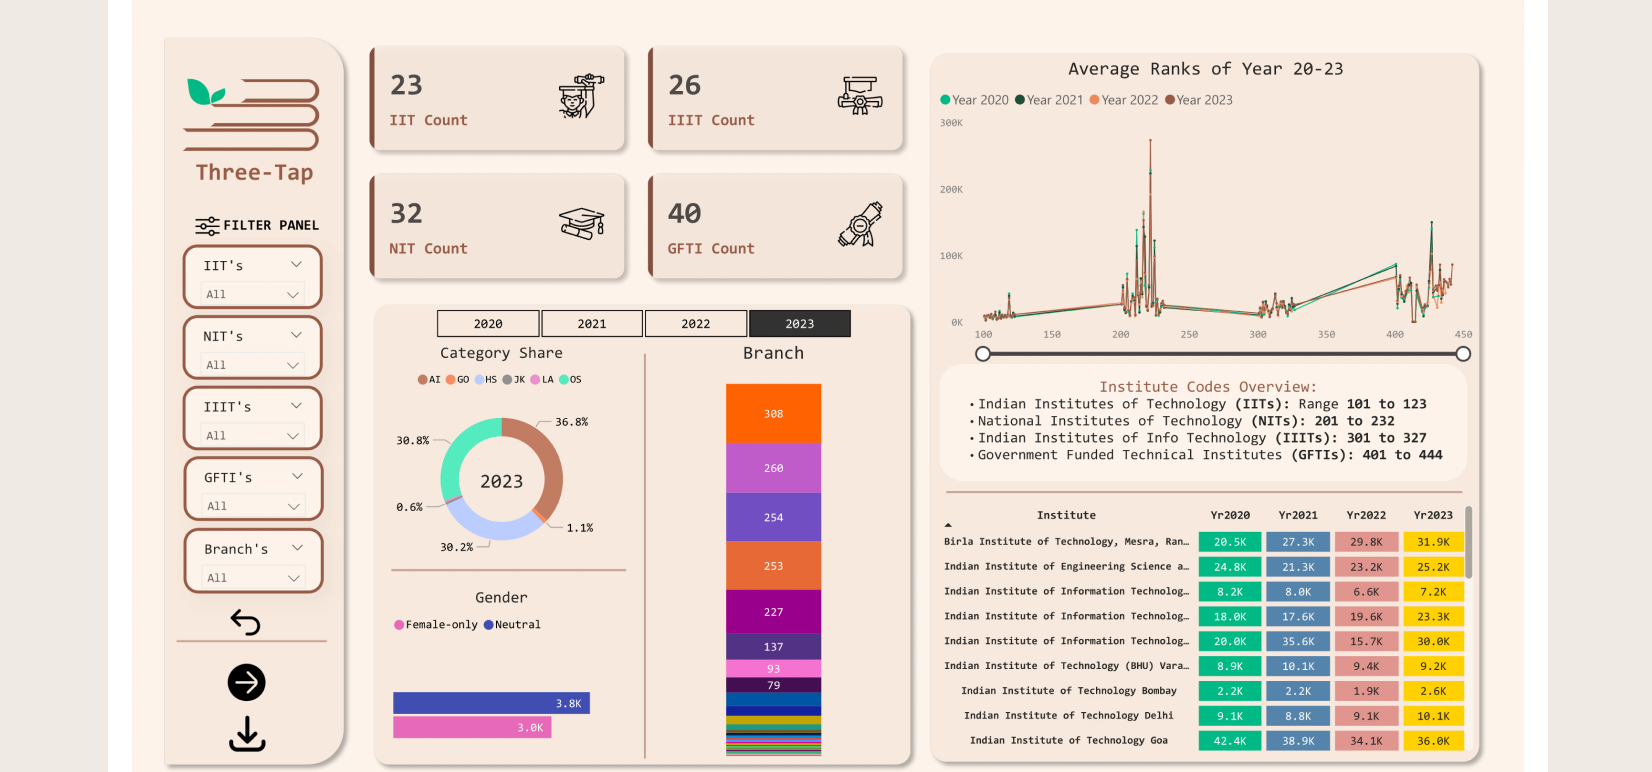 Three-Tap
FILTER PANEL
IIT's
All
NIT's
All
IIIT's
All
GFTI's
All
Branch's
All
23
IIT Count
26
IIIT Count
32
NIT Count
40
GFTI Count
2020 2021 2022 2023
Category Share
AI GO HS JK LA OS
36.8%
30.8%
2023
0.6%
1.1%
30.2%
Gender
Female-only Neutral
3.8K
3.0K
Branch
308
260
254
253
227
137
93
79
Average Ranks of Year 20-23
Year 2020 Year 2021 Year 2022 Year 2023
300K
200K
100K
0K
100 150 200 250 300 350 400 450
Institute Codes Overview:
• Indian Institutes of Technology (IITs): Range 101 to 123
• National Institutes of Technology (NITs): 201 to 232
• Indian Institutes of Info Technology (IIITs): 301 to 327
• Government Funded Technical Institutes (GFTIs): 401 to 444
Institute Yr2020 Yr2021 Yr2022 Yr2023
Birla Institute of Technology, Mesra, Ran… 20.5K 27.3K 29.8K 31.9K
Indian Institute of Engineering Science a… 24.8K 21.3K 23.2K 25.2K
Indian Institute of Information Technolog… 8.2K 8.0K 6.6K 7.2K
Indian Institute of Information Technolog… 18.0K 17.6K 19.6K 23.3K
Indian Institute of Information Technolog… 20.0K 35.6K 15.7K 30.0K
Indian Institute of Technology (BHU) Vara… 8.9K 10.1K 9.4K 9.2K
Indian Institute of Technology Bombay 2.2K 2.2K 1.9K 2.6K
Indian Institute of Technology Delhi 9.1K 8.8K 9.1K 10.1K
Indian Institute of Technology Goa 42.4K 38.9K 34.1K 36.0K